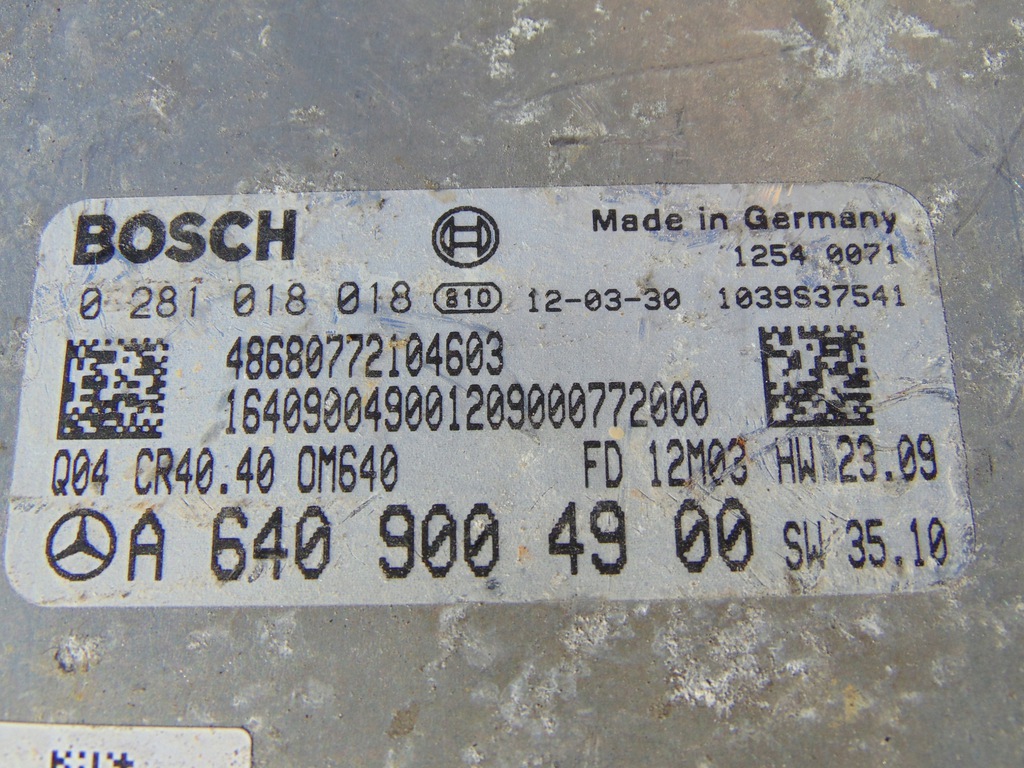 BOSCH Made in Germany
1254 0071
0 281 018 018 810 12-03-30 1039S37541
48680772104603
164090049001209000772000
Q04 CR40.40 OM640 FD 12M03 HW 23.09
A 640 900 49 00 SW 35.10